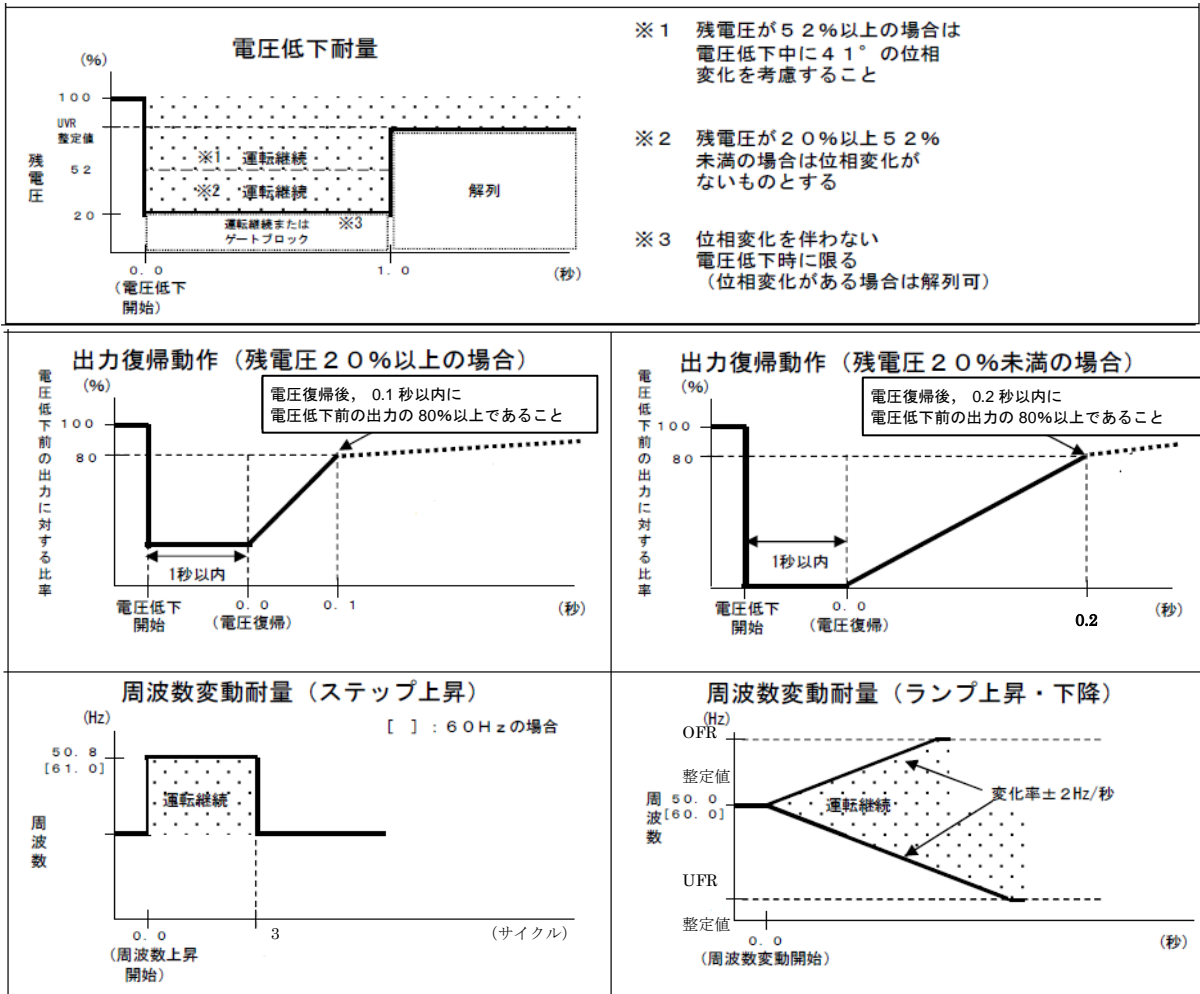 電圧低下耐量
(%)
100
UVR
整定値
52
20
残電圧
※1 運転継続
※2 運転継続
運転継続または ※3
ゲートブロック
解列
0.0
(電圧低下
開始)
1.0
(秒)
※1 残電圧が52%以上の場合は
電圧低下中に41°の位相
変化を考慮すること
※2 残電圧が20%以上52%
未満の場合は位相変化が
ないものとする
※3 位相変化を伴わない
電圧低下時に限る
(位相変化がある場合は解列可)
出力復帰動作(残電圧20%以上の場合)
電圧低下前の出力に対する比率
(%)
電圧復帰後, 0.1秒以内に
電圧低下前の出力の80%以上であること
100
80
1秒以内
電圧低下
開始
0.0
(電圧復帰)
0.1
(秒)
出力復帰動作(残電圧20%未満の場合)
電圧低下前の出力に対する比率
(%)
電圧復帰後, 0.2秒以内に
電圧低下前の出力の80%以上であること
100
80
1秒以内
電圧低下
開始
0.0
(電圧復帰)
0.2
(秒)
周波数変動耐量(ステップ上昇)
(Hz)
[ ]:60Hzの場合
50.8
[61.0]
運転継続
周波数
0.0
(周波数上昇
開始)
3
(サイクル)
周波数変動耐量(ランプ上昇・下降)
(Hz)
OFR
整定値
周波数
50.0
[60.0]
運転継続
変化率±2Hz/秒
UFR
整定値
0.0
(周波数変動開始)
(秒)